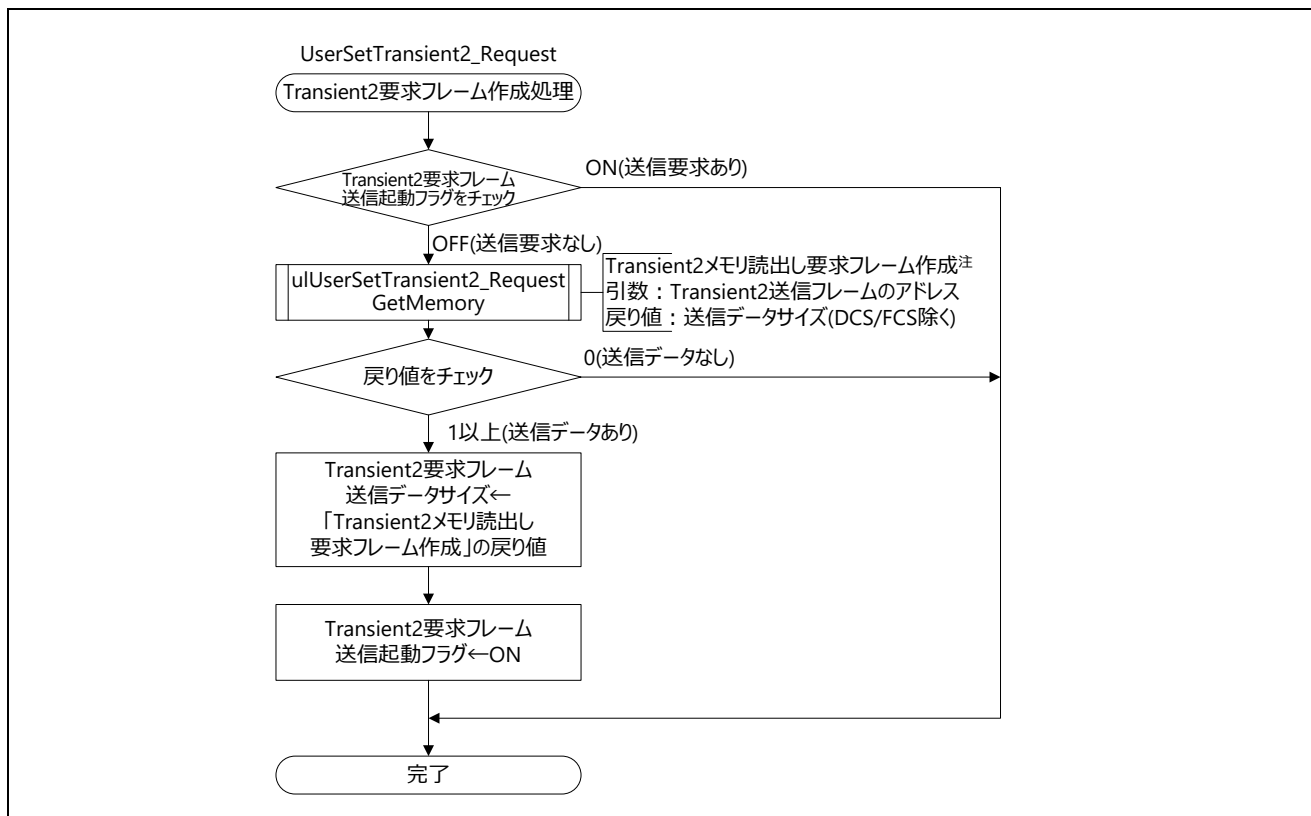 UserSetTransient2_Request
Transient2要求フレーム作成処理
Transient2要求フレーム
送信起動フラグをチェック
ON(送信要求あり)
OFF(送信要求なし)
ulUserSetTransient2_Request
GetMemory
Transient2メモリ読出し要求フレーム作成注
引数：Transient2送信フレームのアドレス
戻り値：送信データサイズ(DCS/FCS除く)
戻り値をチェック
0(送信データなし)
1以上(送信データあり)
Transient2要求フレーム
送信データサイズ←
「Transient2メモリ読出し
要求フレーム作成」の戻り値
Transient2要求フレーム
送信起動フラグ←ON
完了